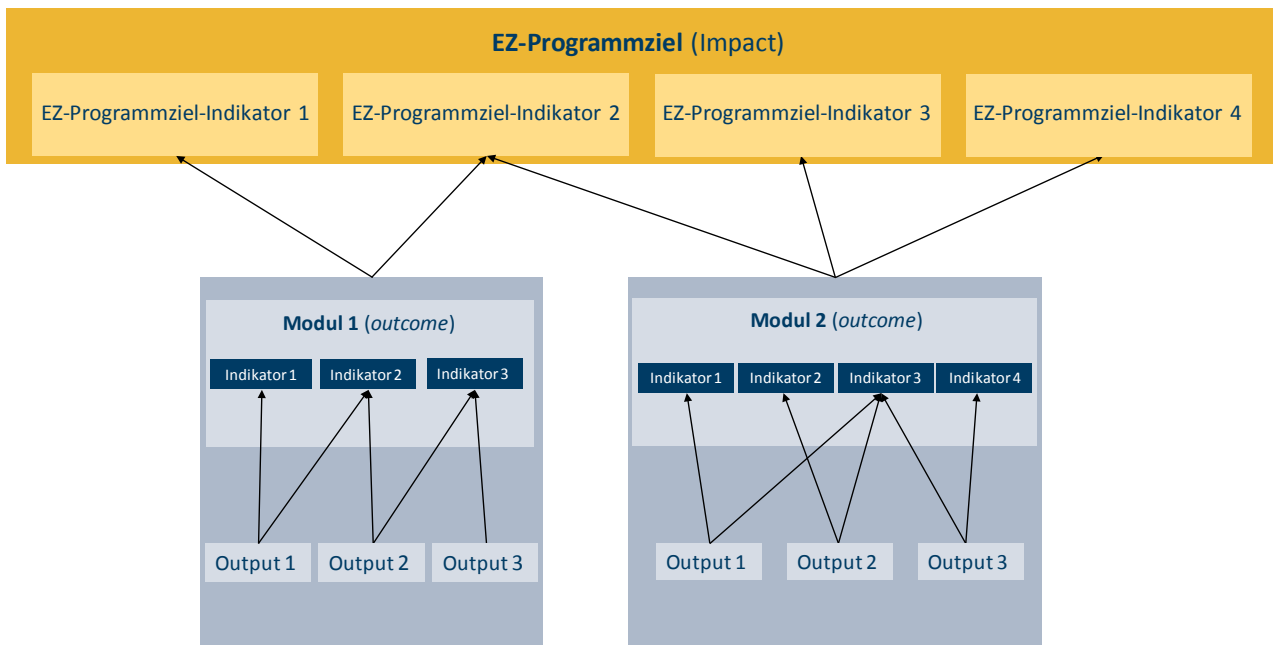 EZ-Programmziel (Impact)
EZ-Programmziel-Indikator 1
EZ-Programmziel-Indikator 2
EZ-Programmziel-Indikator 3
EZ-Programmziel-Indikator 4
Modul 1 (outcome)
Indikator 1
Indikator 2
Indikator 3
Output 1
Output 2
Output 3
Modul 2 (outcome)
Indikator 1
Indikator 2
Indikator 3
Indikator 4
Output 1
Output 2
Output 3